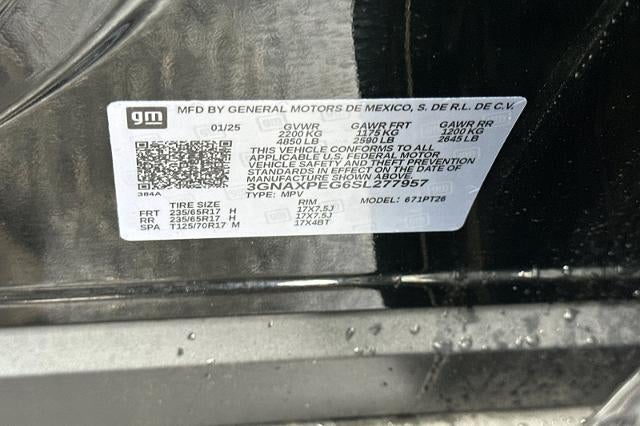 gm MFD BY GENERAL MOTORS DE MEXICO, S. DE R.L. DE C.V.
01/25 GVWR GAWR FRT GAWR RR
2200 KG 1175 KG 1200 KG
4850 LB 2590 LB 2645 LB
THIS VEHICLE CONFORMS TO ALL
APPLICABLE U.S. FEDERAL MOTOR
VEHICLE SAFETY AND THEFT PREVENTION
STANDARDS IN EFFECT ON THE DATE OF
MANUFACTURE SHOWN ABOVE.
3GNAXPEG6SL277957
384A TYPE: MPV MODEL: 671PT26
TIRE SIZE RIM
FRT 235/65R17 H 17X7.5J
RR 235/65R17 H 17X7.5J
SPA T125/70R17 M 17X4BT